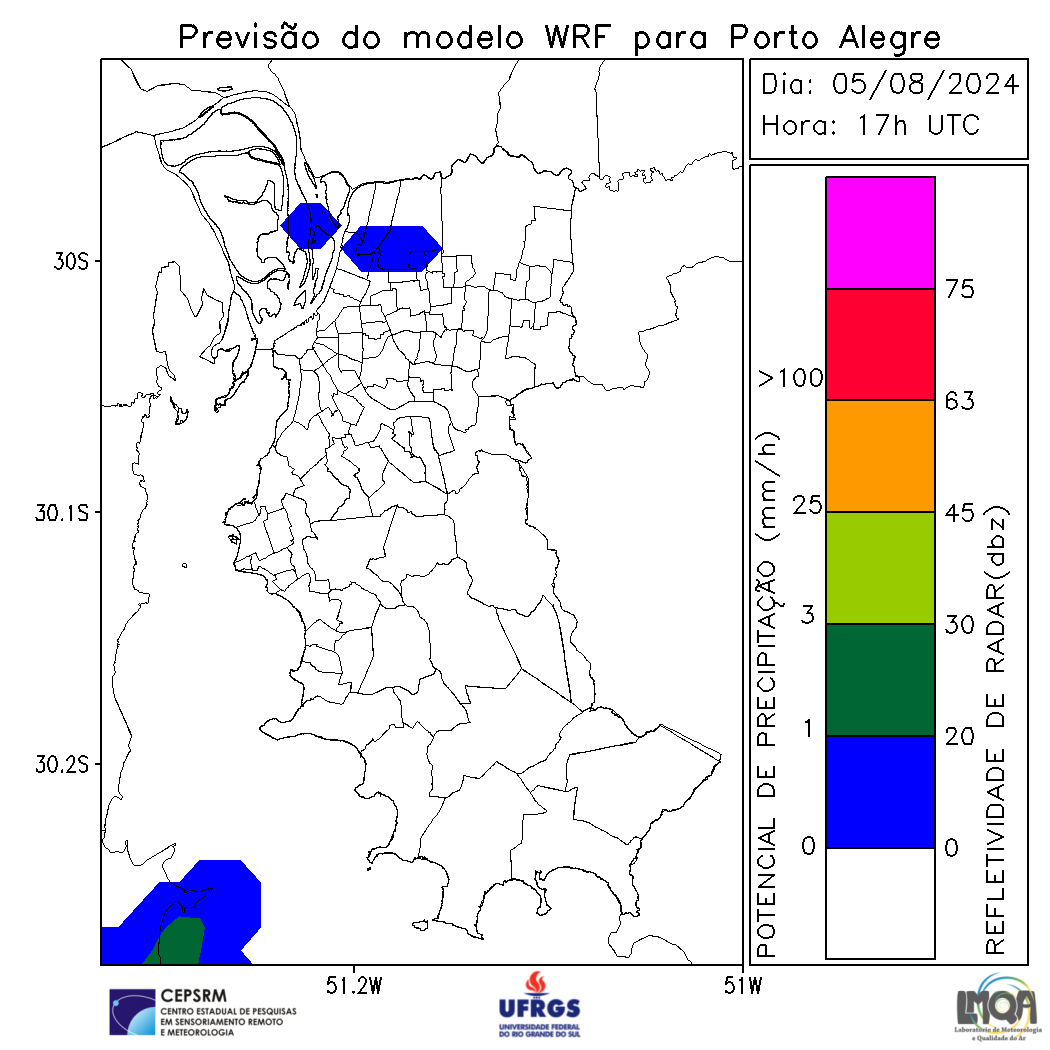 Previsão do modelo WRF para Porto Alegre
Dia: 05/08/2024
Hora: 17h UTC
30S
30.1S
30.2S
51.2W
51W
POTENCIAL DE PRECIPITAÇÃO (mm/h)
>100
25
3
1
0
75
63
45
30
20
0
REFLETIVIDADE DE RADAR(dbz)
CEPSRM
CENTRO ESTADUAL DE PESQUISAS
EM SENSORIAMENTO REMOTO
E METEOROLOGIA
UFRGS
UNIVERSIDADE FEDERAL
DO RIO GRANDE DO SUL
LMQA
Laboratório de Meteorologia
e Qualidade do Ar